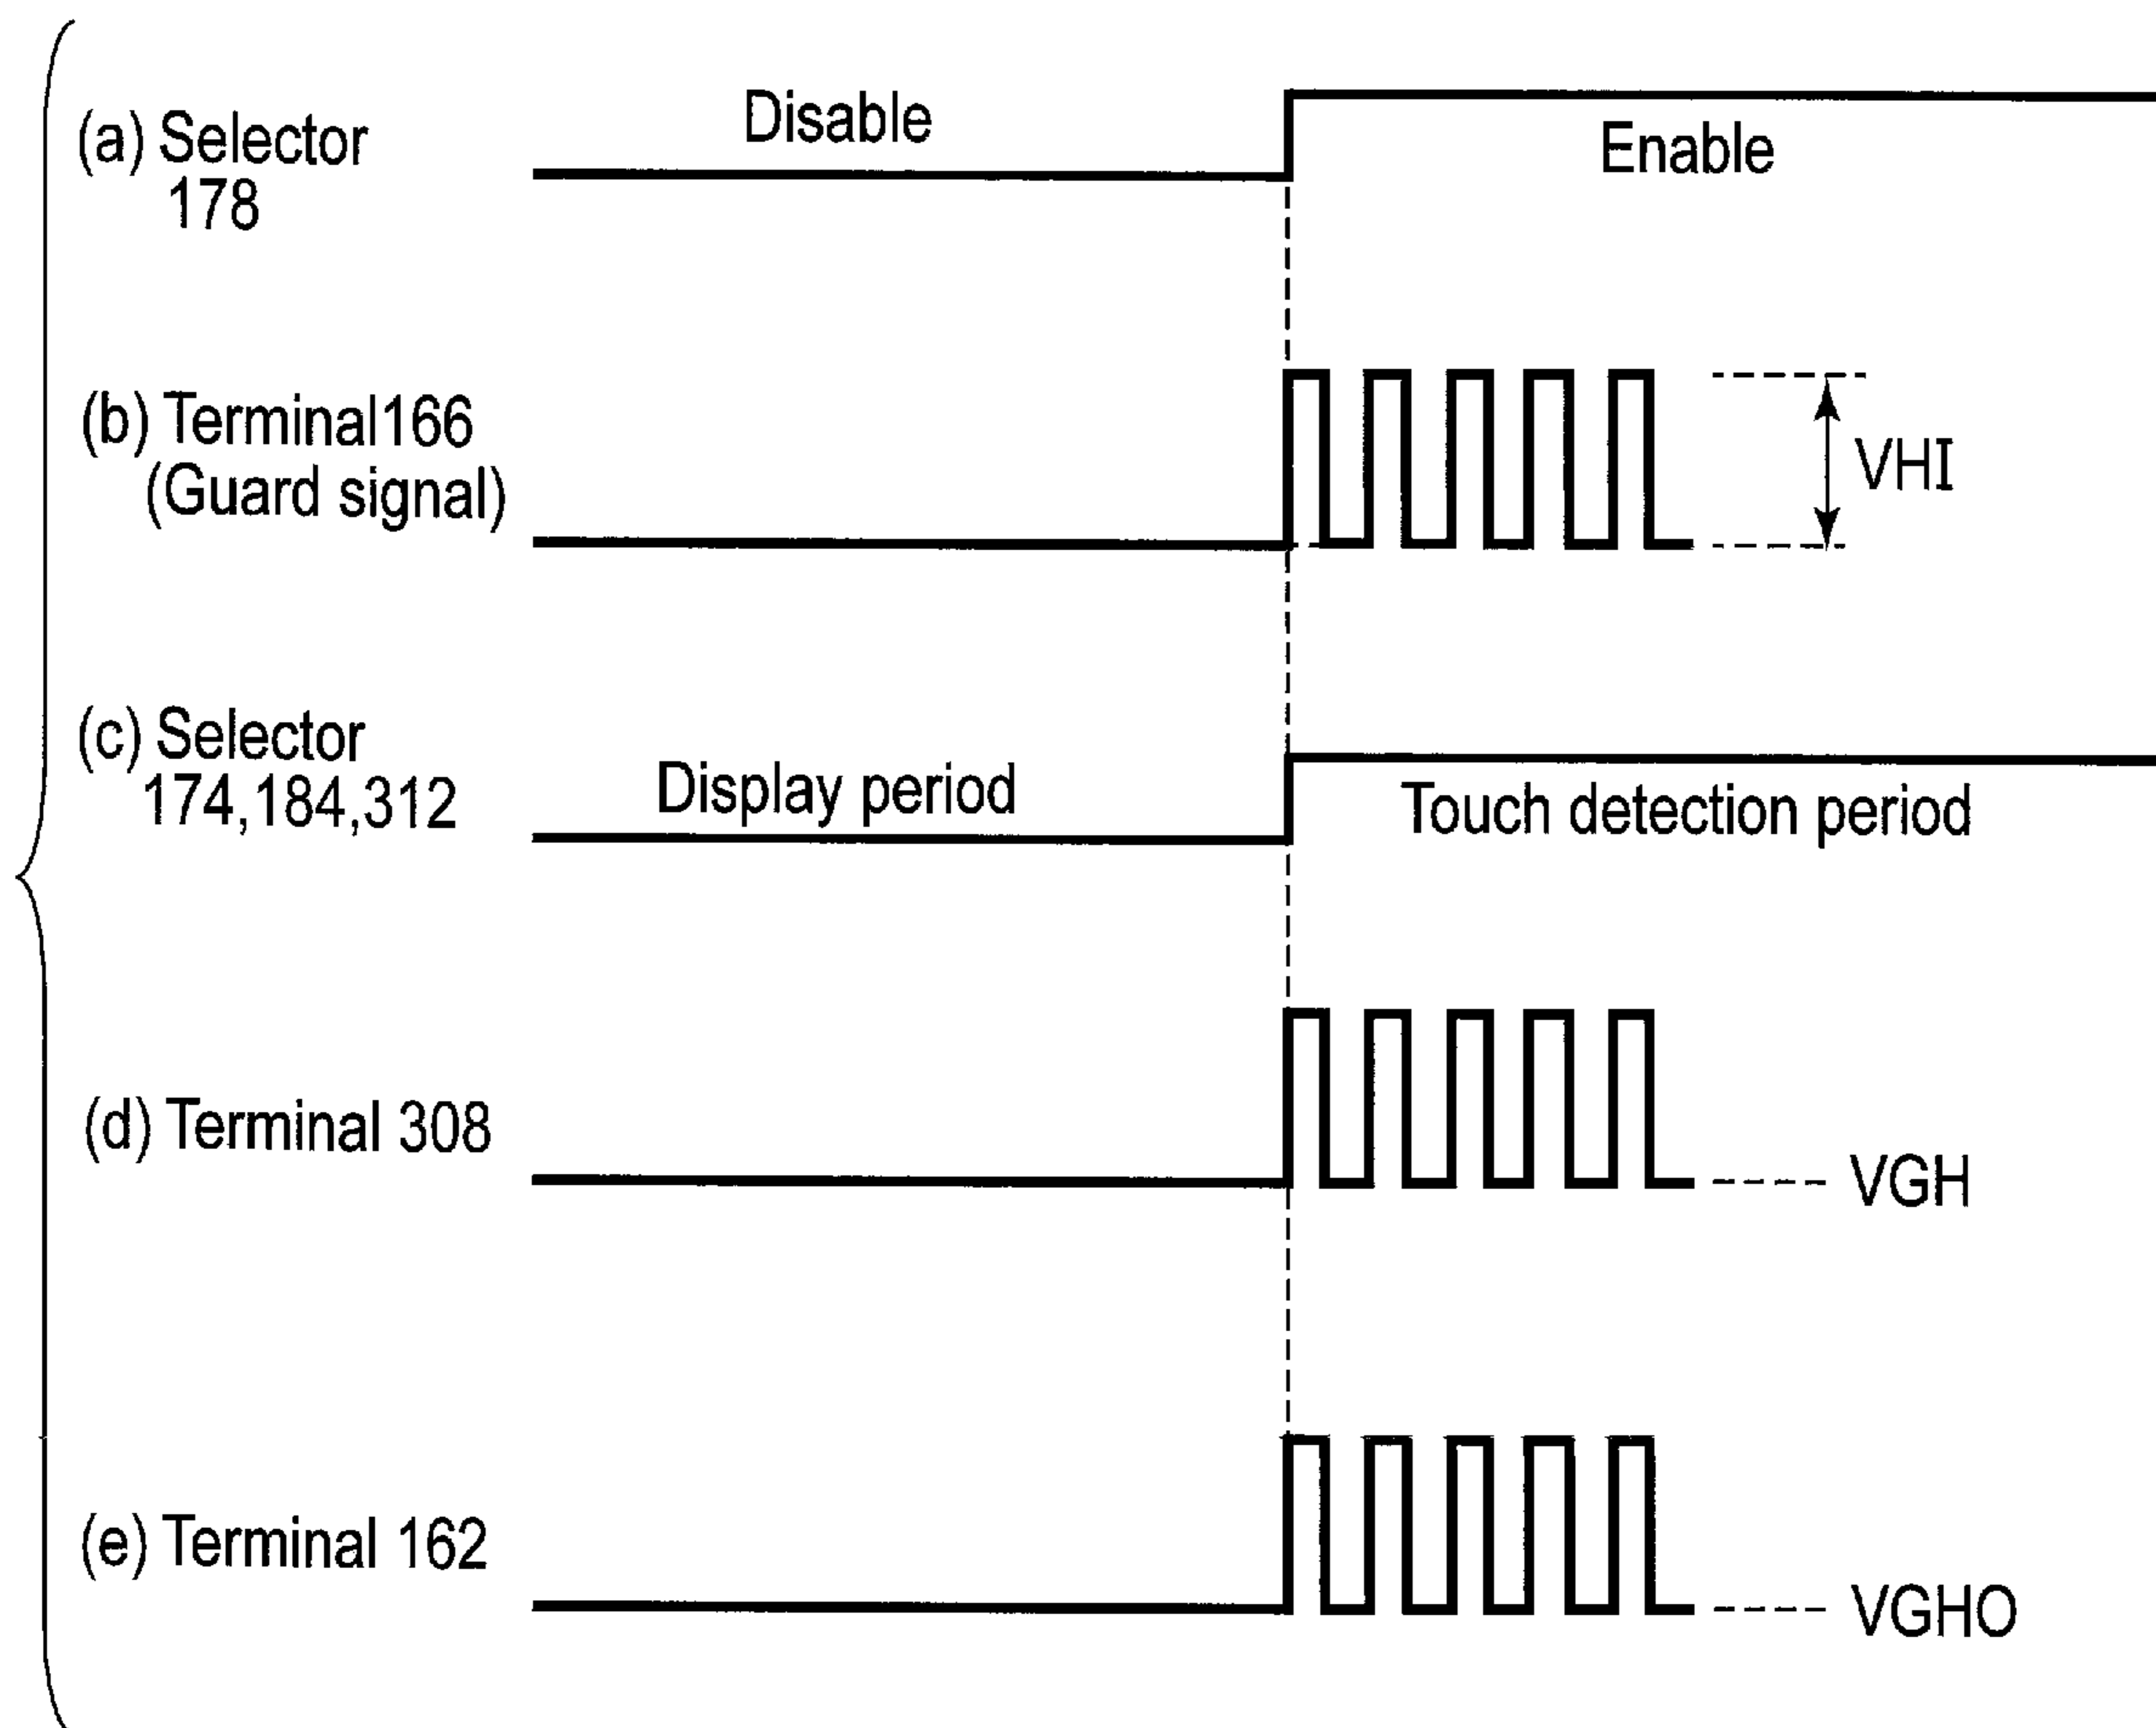 Disable
(a) Selector
178
Enable
(b) Terminal166
(Guard signal)
VHI
(c) Selector
174,184,312
Display period
Touch detection period
(d) Terminal 308
VGH
(e) Terminal 162
VGHO